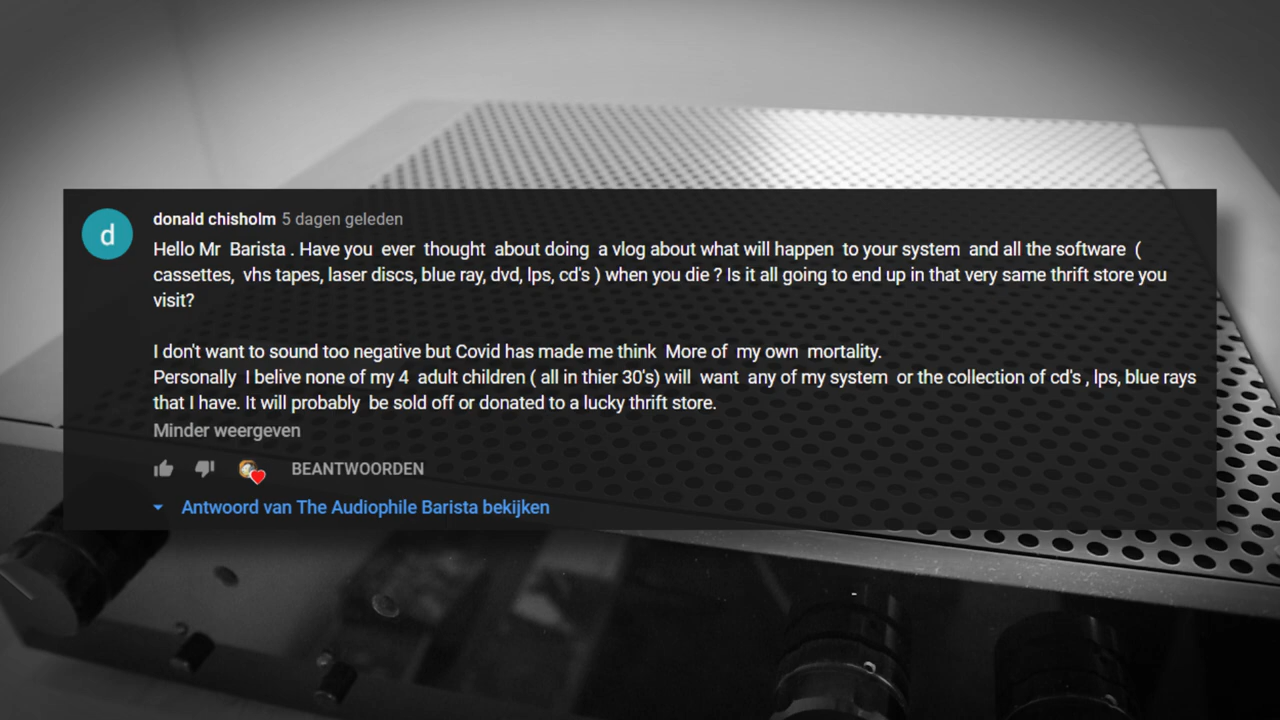 d
donald chisholm 5 dagen geleden
Hello Mr Barista . Have you ever thought about doing a vlog about what will happen to your system and all the software (
cassettes, vhs tapes, laser discs, blue ray, dvd, lps, cd's ) when you die ? Is it all going to end up in that very same thrift store you
visit?
I don't want to sound too negative but Covid has made me think More of my own mortality.
Personally I belive none of my 4 adult children ( all in thier 30's) will want any of my system or the collection of cd's , lps, blue rays
that I have. It will probably be sold off or donated to a lucky thrift store.
Minder weergeven
BEANTWOORDEN
Antwoord van The Audiophile Barista bekijken